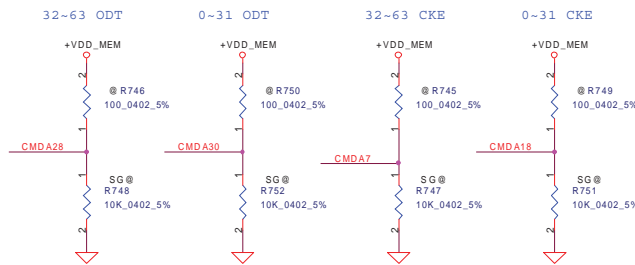 32~63 ODT
0~31 ODT
32~63 CKE
0~31 CKE
+VDD_MEM
+VDD_MEM
+VDD_MEM
+VDD_MEM
2
2
2
2
@ R746
@ R750
@ R745
@ R749
100_0402_5%
100_0402_5%
100_0402_5%
100_0402_5%
1
1
1
1
CMDA28
CMDA30
CMDA7
CMDA18
1
1
1
1
SG@
SG@
SG@
SG@
R748
R752
R747
R751
10K_0402_5%
10K_0402_5%
10K_0402_5%
10K_0402_5%
2
2
2
2